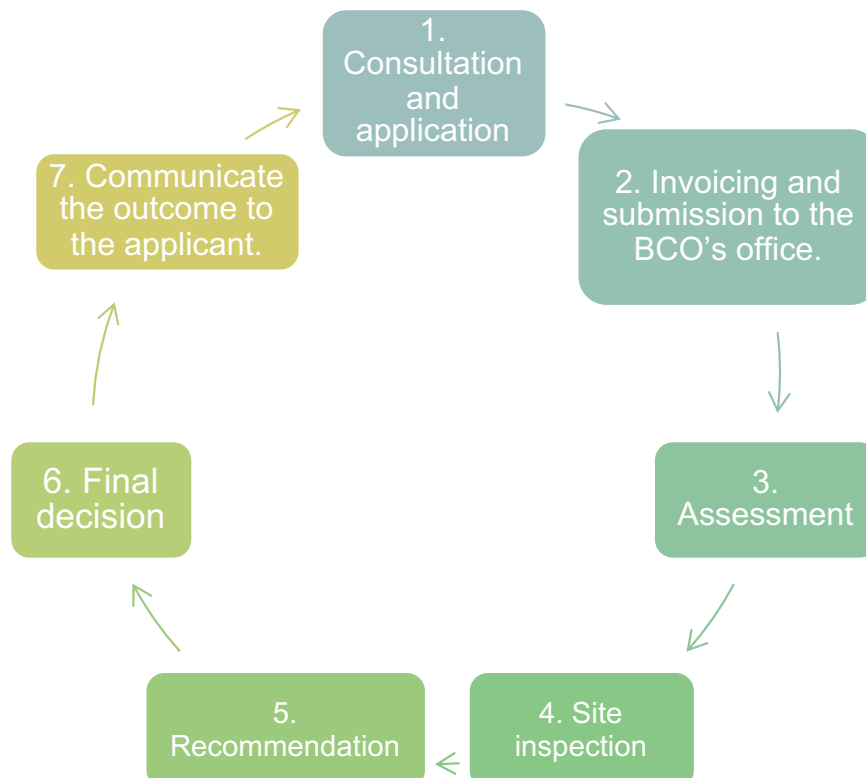 1.
Consultation
and
application
2. Invoicing and
submission to the
BCO’s office.
3.
Assessment
4. Site
inspection
5.
Recommendation
6. Final
decision
7. Communicate
the outcome to
the applicant.